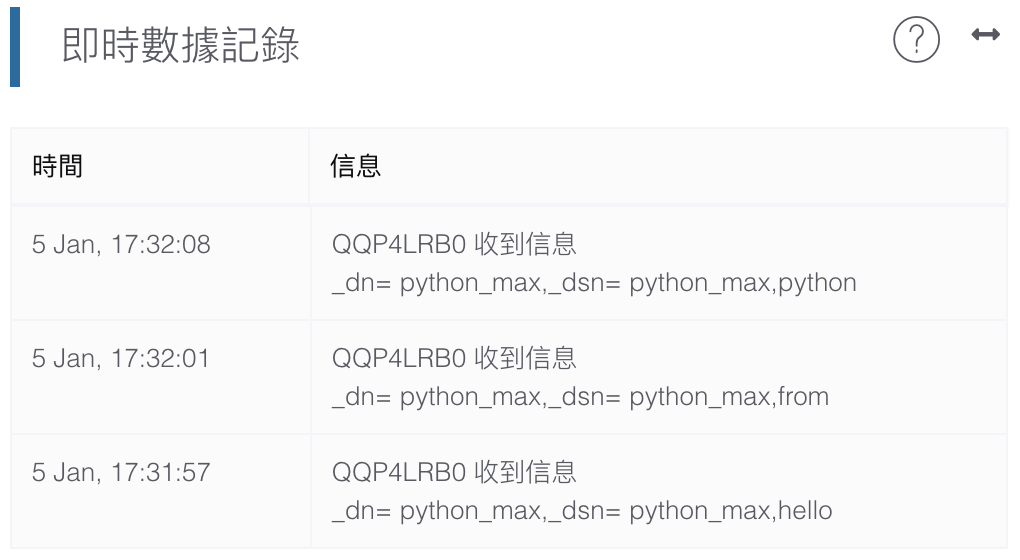 即時數據記錄
?
時間 信息
5 Jan, 17:32:08 QQP4LRB0 收到信息
_dn= python_max,_dsn= python_max,python
5 Jan, 17:32:01 QQP4LRB0 收到信息
_dn= python_max,_dsn= python_max,from
5 Jan, 17:31:57 QQP4LRB0 收到信息
_dn= python_max,_dsn= python_max,hello